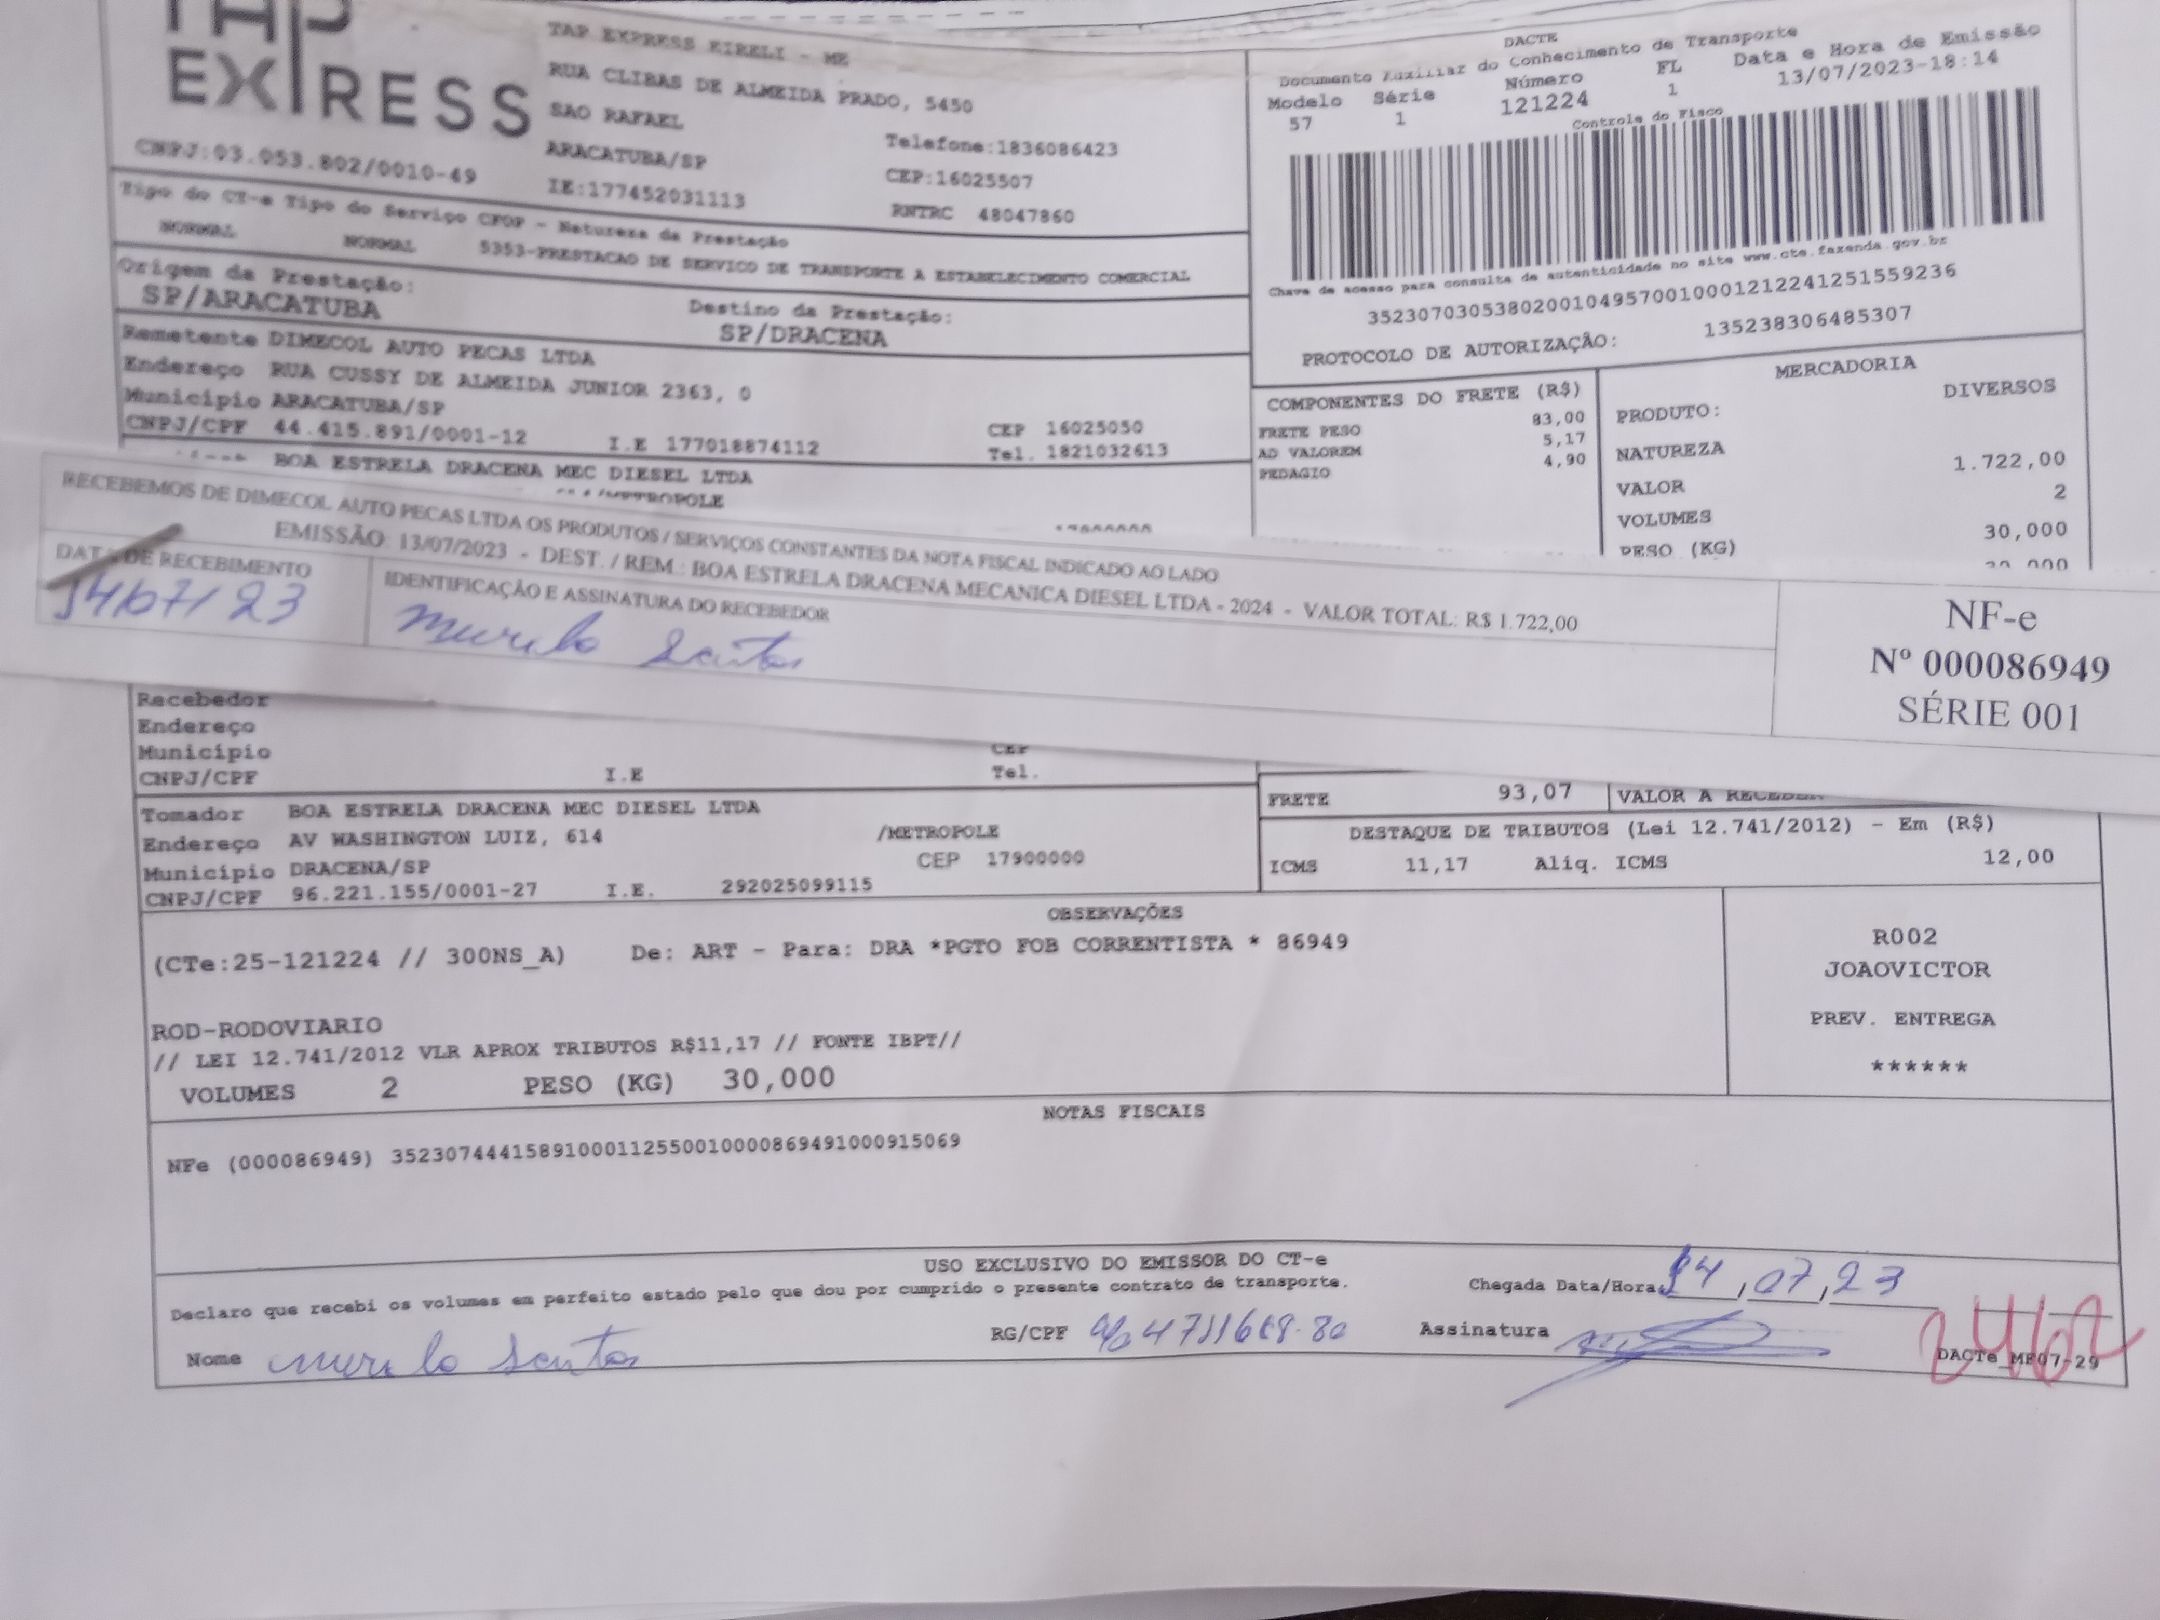 TAP
EXPRESS
TAP EXPRESS EIRELI - ME
RUA CLIBAS DE ALMEIDA PRADO, 5450
SAO RAFAEL
ARACATUBA/SP
Telefone:1836086423
CEP:16025507
CNPJ:03.053.802/0010-49
IE:177452031113
RNTRC 48047860
Tipo do CT-e Tipo do Serviço CFOP - Natureza da Prestação
NORMAL NORMAL 5353-PRESTACAO DE SERVICO DE TRANSPORTE A ESTABELECIMENTO COMERCIAL
Origem da Prestação:
SP/ARACATUBA
Destino da Prestação:
SP/DRACENA
Remetente DIMECOL AUTO PECAS LTDA
Endereço RUA CUSSY DE ALMEIDA JUNIOR 2363, 0
Município ARACATUBA/SP
CEP 16025050
CNPJ/CPF 44.415.891/0001-12 I.E 177018874112 Tel. 1821032613
BOA ESTRELA DRACENA MEC DIESEL LTDA
/METROPOLE
DACTE
Documento Auxiliar do Conhecimento de Transporte
Modelo Série Número FL Data e Hora de Emissão
57 1 121224 1 13/07/2023-18:14
Controle do Fisco
Chave de acesso para consulta de autenticidade no site www.cte.fazenda.gov.br
35230703053802001049570010001212241251559236
PROTOCOLO DE AUTORIZAÇÃO: 135238306485307
COMPONENTES DO FRETE (R$)
FRETE PESO 83,00
AD VALOREM 5,17
PEDAGIO 4,90
MERCADORIA
PRODUTO: DIVERSOS
NATUREZA
VALOR 1.722,00
VOLUMES 2
PESO (KG) 30,000
RECEBEMOS DE DIMECOL AUTO PECAS LTDA OS PRODUTOS / SERVIÇOS CONSTANTES DA NOTA FISCAL INDICADO AO LADO
EMISSÃO: 13/07/2023 - DEST. / REM.: BOA ESTRELA DRACENA MECANICA DIESEL LTDA - 2024 - VALOR TOTAL: R$ 1.722,00
DATA DE RECEBIMENTO
14/07/23
IDENTIFICAÇÃO E ASSINATURA DO RECEBEDOR
Murilo Santos
NF-e
Nº 000086949
SÉRIE 001
Recebedor
Endereço
Município CEP
CNPJ/CPF I.E Tel.
Tomador BOA ESTRELA DRACENA MEC DIESEL LTDA
Endereço AV WASHINGTON LUIZ, 614 /METROPOLE
Município DRACENA/SP CEP 17900000
CNPJ/CPF 96.221.155/0001-27 I.E. 292025099115
FRETE 93,07 VALOR A RECEBER
DESTAQUE DE TRIBUTOS (Lei 12.741/2012) - Em (R$)
ICMS 11,17 Aliq. ICMS 12,00
OBSERVAÇÕES
(CTe:25-121224 // 300NS_A) De: ART - Para: DRA *PGTO FOB CORRENTISTA * 86949
ROD-RODOVIARIO
// LEI 12.741/2012 VLR APROX TRIBUTOS R$11,17 // FONTE IBPT//
VOLUMES 2 PESO (KG) 30,000
R002
JOAOVICTOR
PREV. ENTREGA
******
NOTAS FISCAIS
NFe (000086949) 35230744415891000112550010000869491000915069
USO EXCLUSIVO DO EMISSOR DO CT-e
Declaro que recebi os volumes em perfeito estado pelo que dou por cumprido o presente contrato de transporte.
Chegada Data/Hora 14,07,23
Nome Murilo Santos
RG/CPF
Assinatura
DACTe_MF07-29